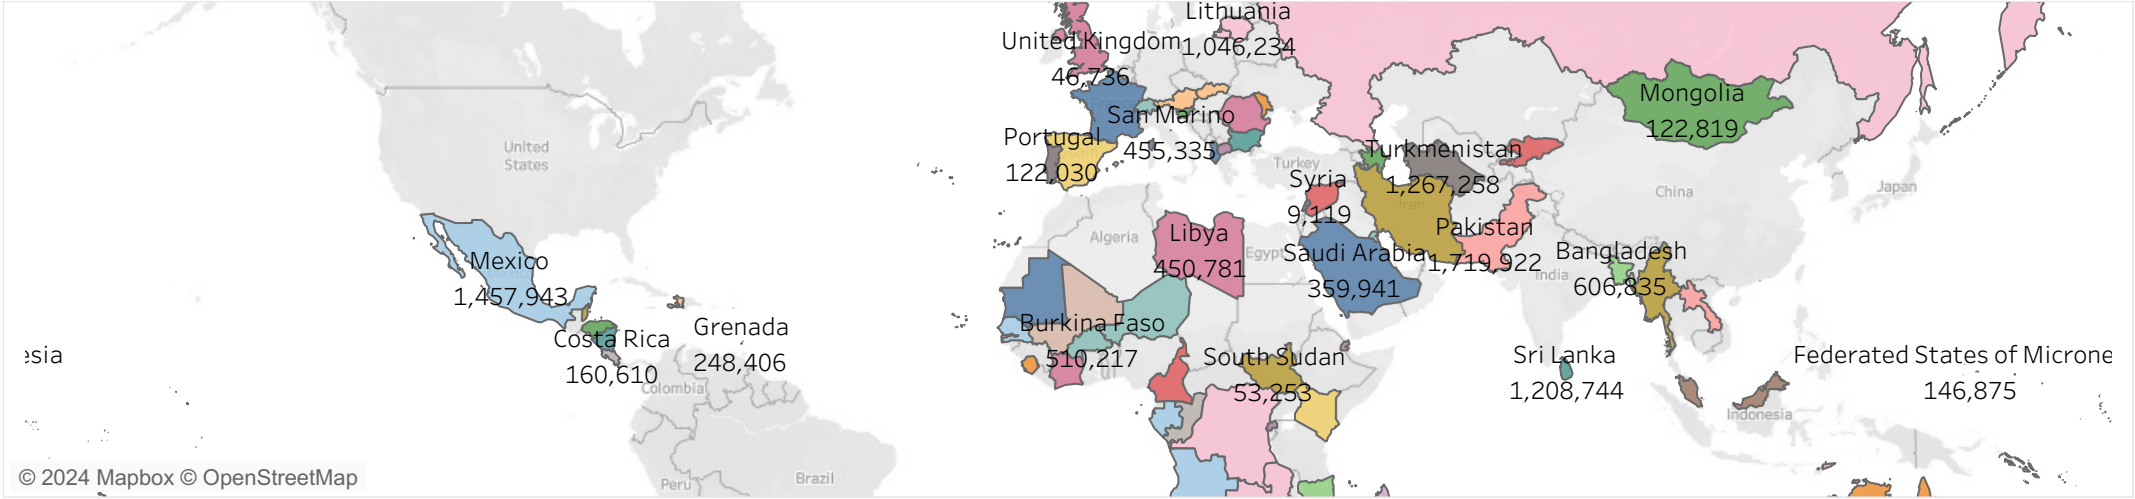 Lithuania
1,046,234
United Kingdom
46,736
Mongolia
122,819
San Marino
455,335
Portugal
122,030
Turkmenistan
1,267,258
United
States
Turkey
China
Japan
Syria
9,119
Iran
Algeria
Libya
450,781
Egypt
Saudi Arabia
359,941
Pakistan
1,719,922
Bangladesh
606,835
India
Mexico
1,457,943
Burkina Faso
510,217
Grenada
248,406
Costa Rica
160,610
Colombia
South Sudan
53,253
Sri Lanka
1,208,744
Federated States of Microne
146,875
esia
Indonesia
Peru
Brazil
© 2024 Mapbox © OpenStreetMap